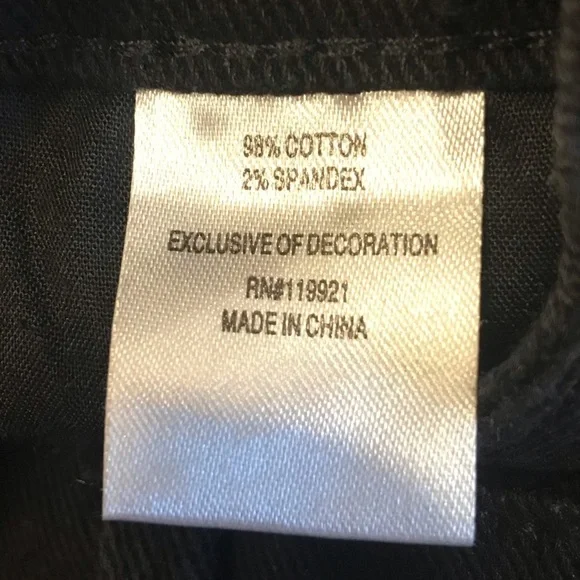 98% COTTON
2% SPANDEX
EXCLUSIVE OF DECORATION
RN#119921
MADE IN CHINA